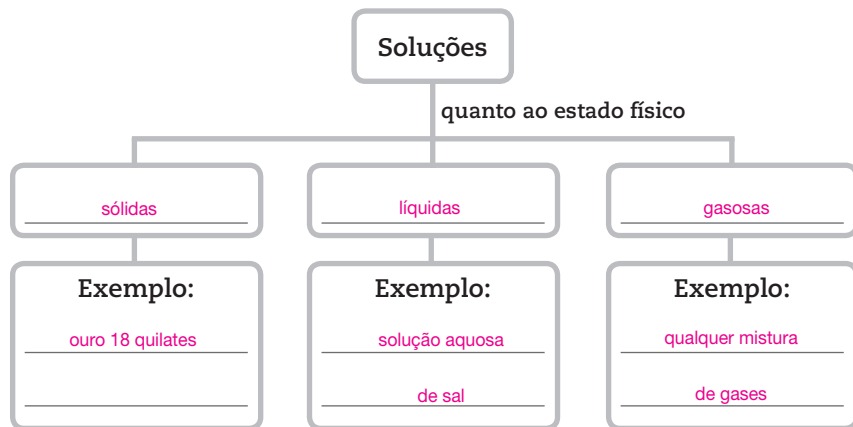 Soluções
quanto ao estado físico
sólidas
líquidas
gasosas
Exemplo:
ouro 18 quilates
Exemplo:
solução aquosa
de sal
Exemplo:
qualquer mistura
de gases